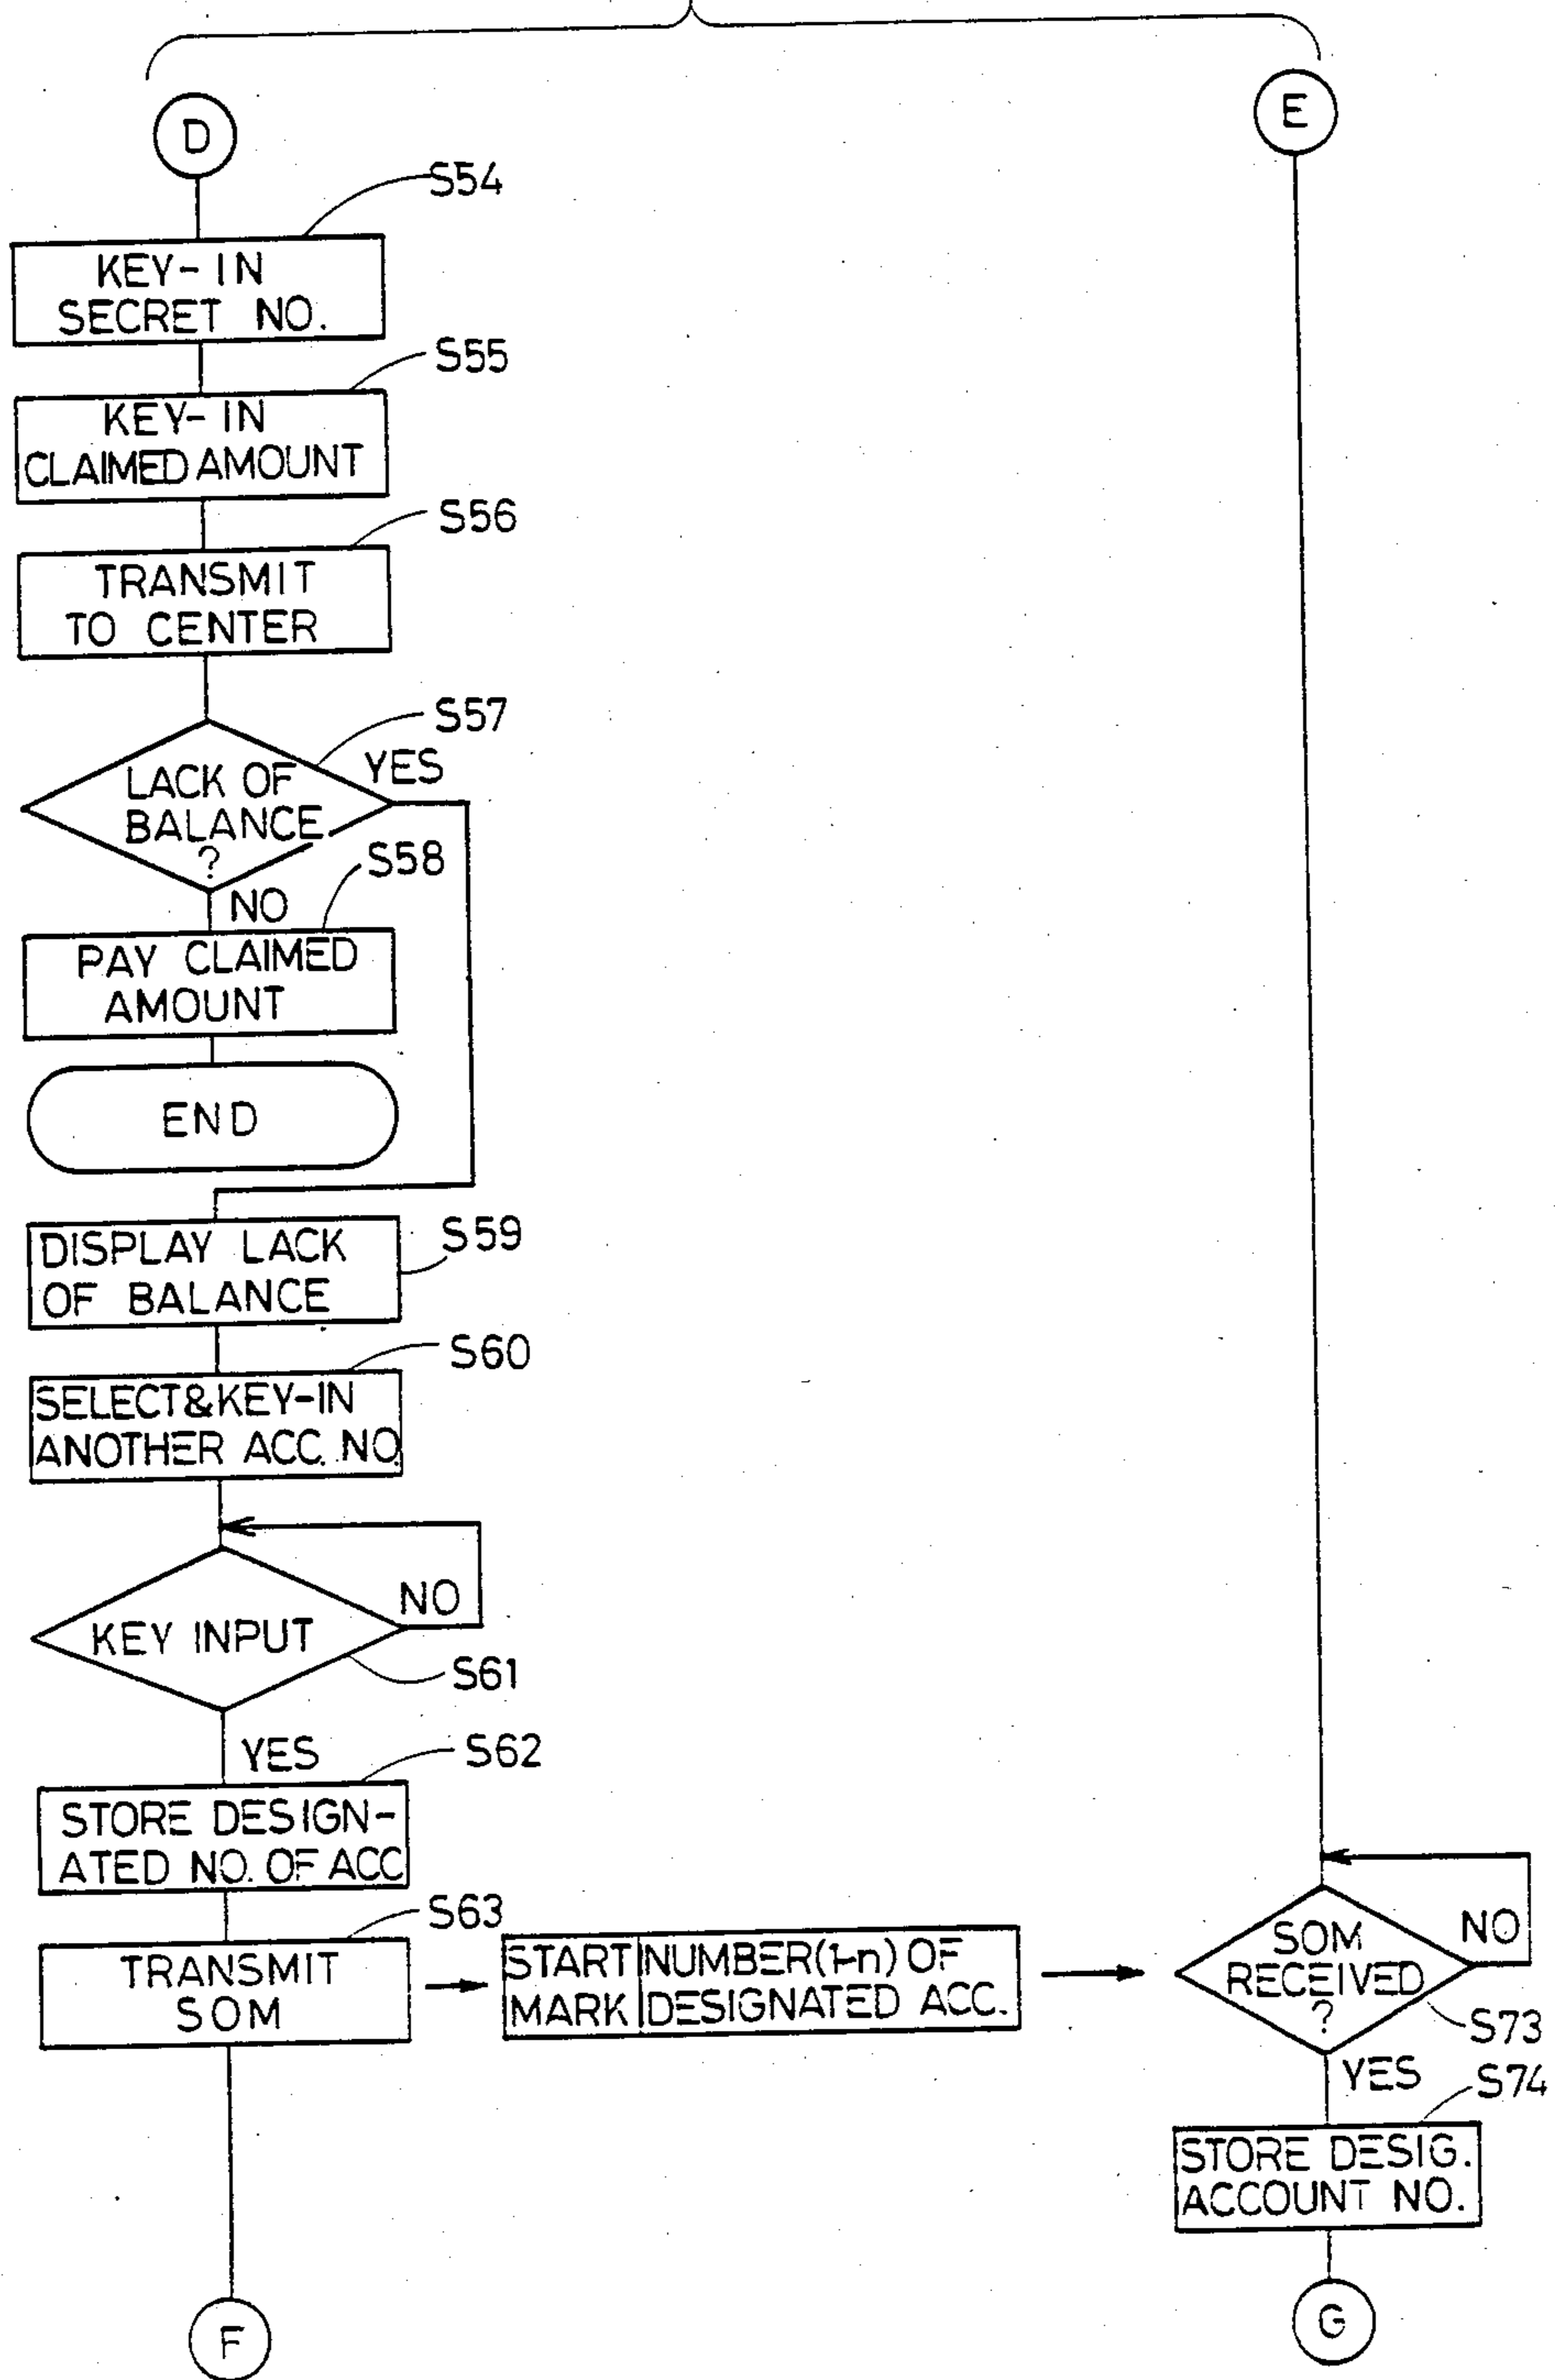 D
E
S54
KEY-IN
SECRET NO.
S55
KEY-IN
CLAIMED AMOUNT
S56
TRANSMIT
TO CENTER
S57
YES
LACK OF
BALANCE
?
S58
NO
PAY CLAIMED
AMOUNT
END
DISPLAY LACK
OF BALANCE
S59
S60
SELECT&KEY-IN
ANOTHER ACC. NO.
NO
KEY INPUT
S61
YES
S62
STORE DESIGN-
ATED NO. OF ACC
S63
TRANSMIT
SOM
START
MARK
NUMBER(1-n) OF
DESIGNATED ACC.
SOM
RECEIVED
?
NO
S73
YES
S74
STORE DESIG.
ACCOUNT NO.
F
G